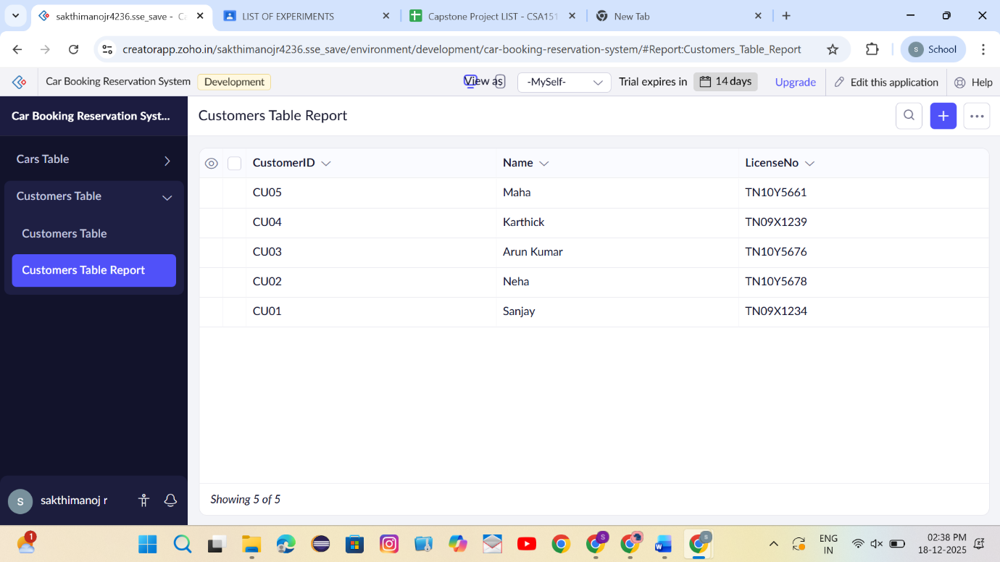 sakthimanojr4236.sse_save - Ca
LIST OF EXPERIMENTS
Capstone Project LIST - CSA151
New Tab
creatorapp.zoho.in/sakthimanojr4236.sse_save/environment/development/car-booking-reservation-system/#Report:Customers_Table_Report
S School
Car Booking Reservation System Development View as -MySelf- Trial expires in 14 days Upgrade Edit this application Help
Car Booking Reservation Syst...
Cars Table
Customers Table
Customers Table
Customers Table Report
S sakthimanoj r
Customers Table Report
CustomerID Name LicenseNo
CU05 Maha TN10Y5661
CU04 Karthick TN09X1239
CU03 Arun Kumar TN10Y5676
CU02 Neha TN10Y5678
CU01 Sanjay TN09X1234
Showing 5 of 5
1
S
S
ENG
IN
02:38 PM
18-12-2025